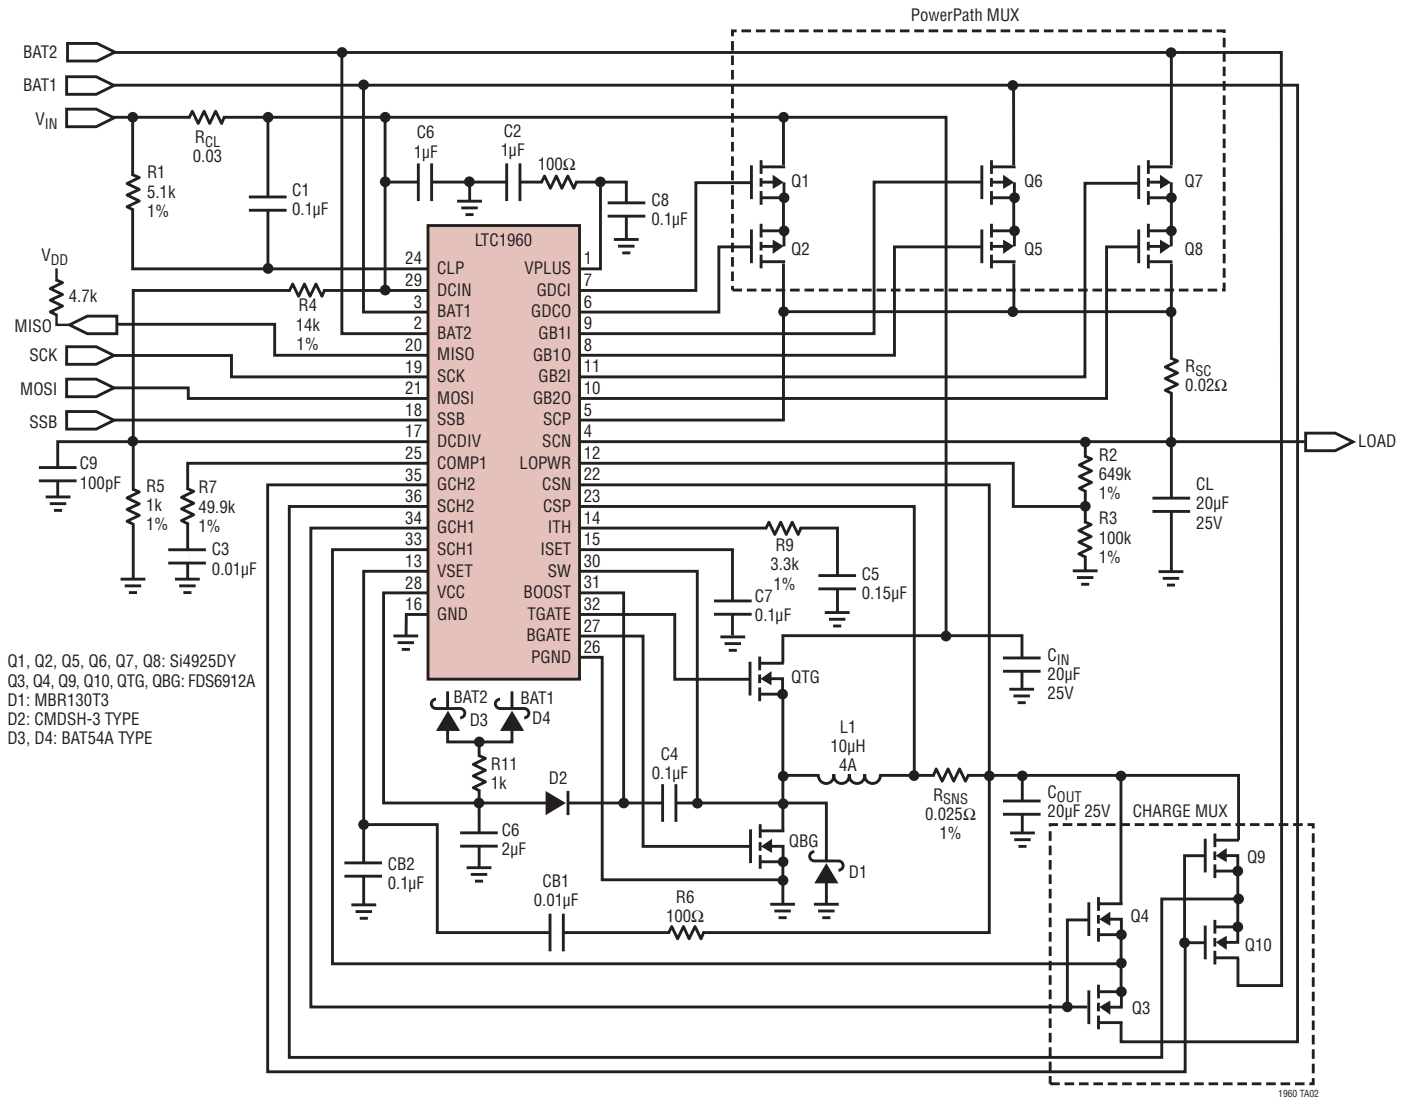 PowerPath MUX
BAT2
BAT1
VIN
RCL
0.03
C6
1µF
C2
1µF
100Ω
R1
5.1k
1%
C1
0.1µF
C8
0.1µF
Q1
Q2
Q6
Q5
Q7
Q8
LTC1960
VDD
4.7k
MISO
SCK
MOSI
SSB
R4
14k
1%
24 CLP
29 DCIN
3 BAT1
2 BAT2
20 MISO
19 SCK
21 MOSI
18 SSB
17 DCDIV
25 COMP1
35 GCH2
36 SCH2
34 GCH1
33 SCH1
13 VSET
28 VCC
16 GND
VPLUS 1
GDCI 7
GDCO 6
GB1I 9
GB1O 8
GB2I 11
GB2O 10
SCP 5
SCN 4
LOPWR 12
CSN 22
CSP 23
ITH 14
ISET 15
SW 30
BOOST 31
TGATE 32
BGATE 27
PGND 26
RSC
0.02Ω
LOAD
C9
100pF
R5
1k
1%
R7
49.9k
1%
C3
0.01µF
R2
649k
1%
R3
100k
1%
CL
20µF
25V
R9
3.3k
1%
C5
0.15µF
C7
0.1µF
Q1, Q2, Q5, Q6, Q7, Q8: Si4925DY
Q3, Q4, Q9, Q10, QTG, QBG: FDS6912A
D1: MBR130T3
D2: CMDSH-3 TYPE
D3, D4: BAT54A TYPE
QTG
CIN
20µF
25V
BAT2
D3
BAT1
D4
R11
1k
D2
C4
0.1µF
L1
10µH
4A
RSNS
0.025Ω
1%
COUT
20µF 25V
CHARGE MUX
C6
2µF
QBG
D1
CB2
0.1µF
CB1
0.01µF
R6
100Ω
Q9
Q4
Q10
Q3
1960 TA02